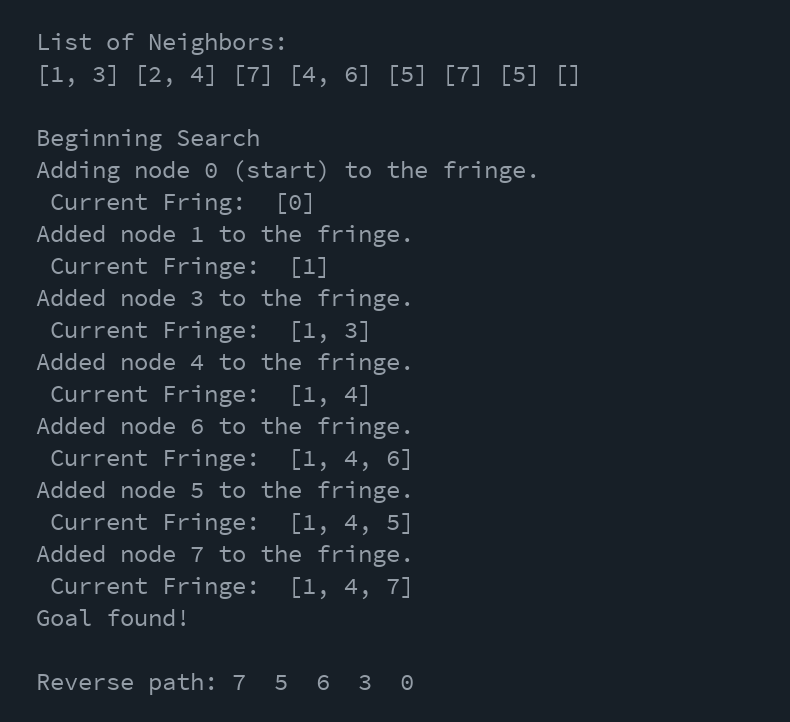 List of Neighbors:
[1, 3] [2, 4] [7] [4, 6] [5] [7] [5] []
Beginning Search
Adding node 0 (start) to the fringe.
Current Fring: [0]
Added node 1 to the fringe.
Current Fringe: [1]
Added node 3 to the fringe.
Current Fringe: [1, 3]
Added node 4 to the fringe.
Current Fringe: [1, 4]
Added node 6 to the fringe.
Current Fringe: [1, 4, 6]
Added node 5 to the fringe.
Current Fringe: [1, 4, 5]
Added node 7 to the fringe.
Current Fringe: [1, 4, 7]
Goal found!
Reverse path: 7 5 6 3 0